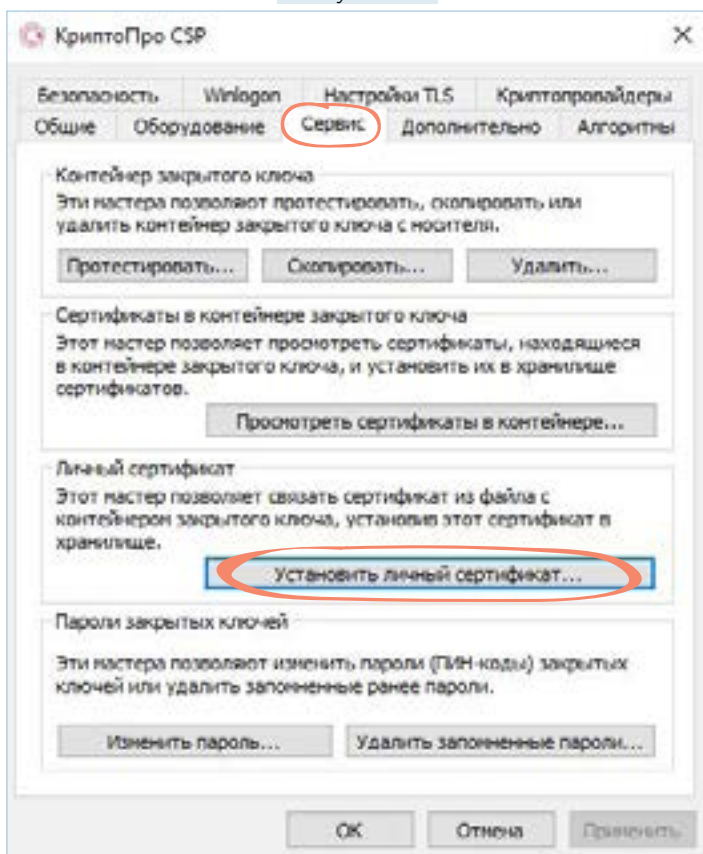 КриптоПро CSP
Безопасность Winlogon Настройки TLS Криптопровайдеры
Общие Оборудование Сервис Дополнительно Алгоритмы
Контейнер закрытого ключа
Эти мастера позволяют протестировать, скопировать или
удалить контейнер закрытого ключа с носителя.
Протестировать... Скопировать... Удалить...
Сертификаты в контейнере закрытого ключа
Этот мастер позволяет просмотреть сертификаты, находящиеся
в контейнере закрытого ключа, и установить их в хранилище
сертификатов.
Просмотреть сертификаты в контейнере...
Личный сертификат
Этот мастер позволяет связать сертификат из файла с
контейнером закрытого ключа, установив этот сертификат в
хранилище.
Установить личный сертификат...
Пароли закрытых ключей
Эти мастера позволяют изменить пароли (ПИН-коды) закрытых
ключей или удалить запомненные ранее пароли.
Изменить пароль... Удалить запомненные пароли...
ОК Отмена Применить